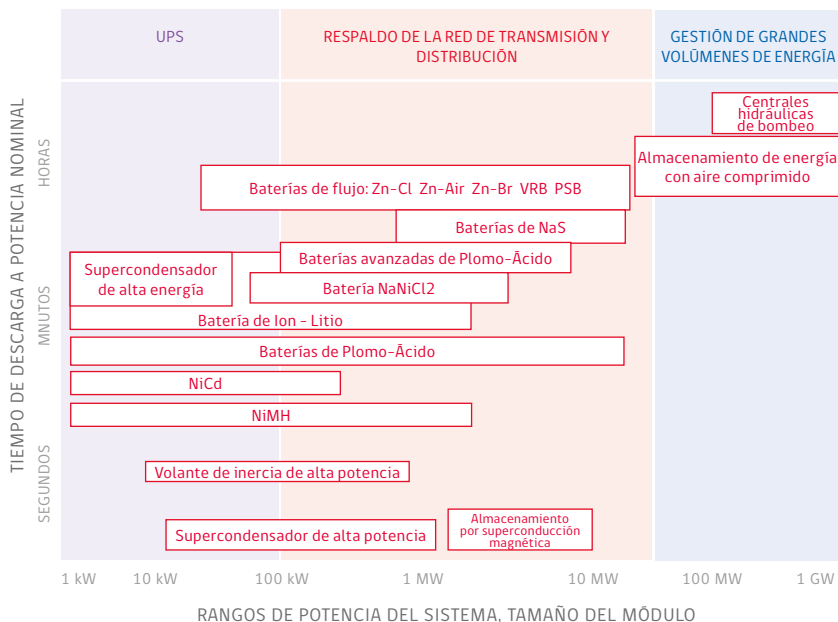 UPS
RESPALDO DE LA RED DE TRANSMISIÓN Y
DISTRIBUCIÓN
GESTIÓN DE GRANDES
VOLÚMENES DE ENERGÍA
TIEMPO DE DESCARGA A POTENCIA NOMINAL
HORAS
MNUTOS
SEGUNDOS
Centrales
hidráulicas
de bombeo
Almacenamiento de energía
con aire comprimido
Baterías de flujo: Zn-Cl Zn-Air Zn-Br VRB PSB
Baterías de NaS
Baterías avanzadas de Plomo-Ácido
Supercondensador
de alta energía
Batería NaNiCl2
Batería de Ion - Litio
Baterías de Plomo-Ácido
NiCd
NiMH
Volante de inercia de alta potencia
Supercondensador de alta potencia
Almacenamiento
por superconducción
magnética
1 kW 10 kW 100 kW 1 MW 10 MW 100 MW 1 GW
RANGOS DE POTENCIA DEL SISTEMA, TAMAÑO DEL MÓDULO